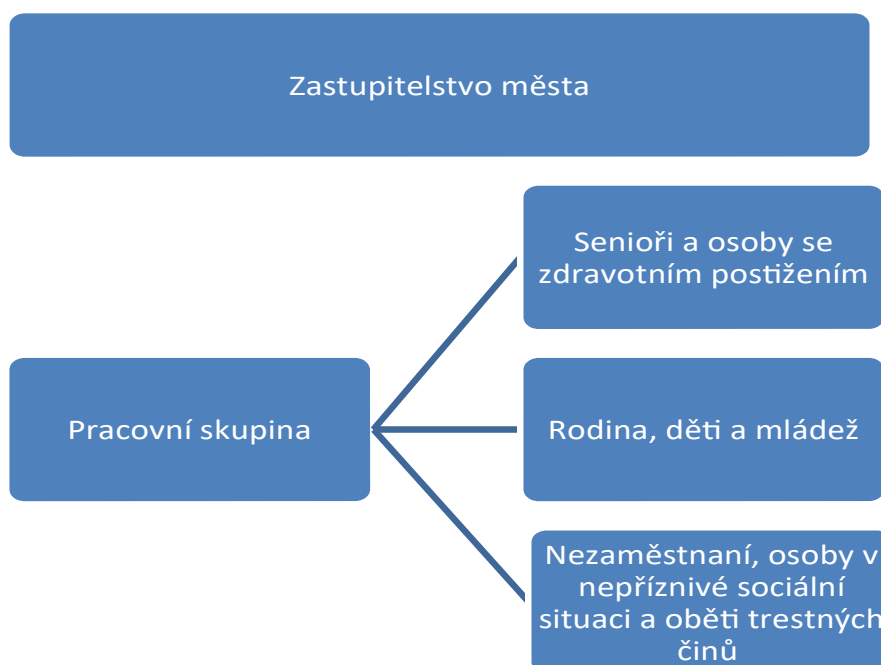 Zastupitelstvo města
Senioři a osoby se
zdravotním postižením
Pracovní skupina
Rodina, děti a mládež
Nezaměstnaní, osoby v
nepříznivé sociální
situaci a oběti trestných
činů